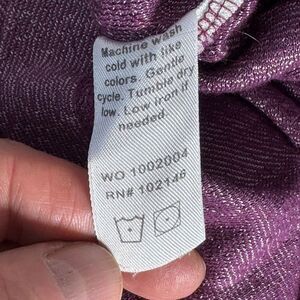 Machine wash
cold with like
colors. Gentle
cycle. Tumble dry
low. Low iron if
needed.
WO 1002004
RN# 102146